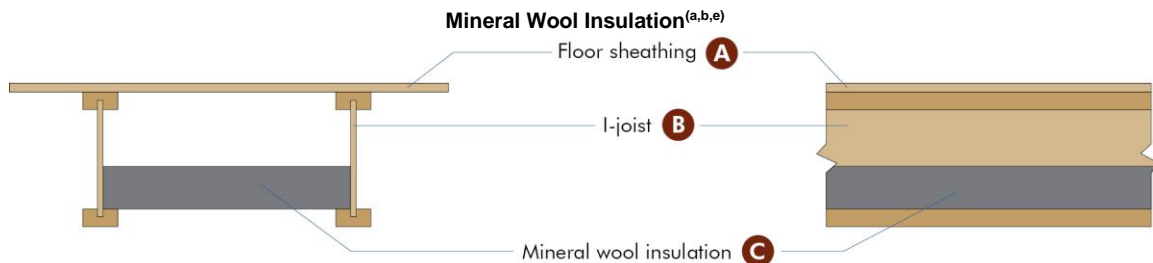 Mineral Wool Insulation(a,b,e)
Floor sheathing A
I-joist B
Mineral wool insulation C